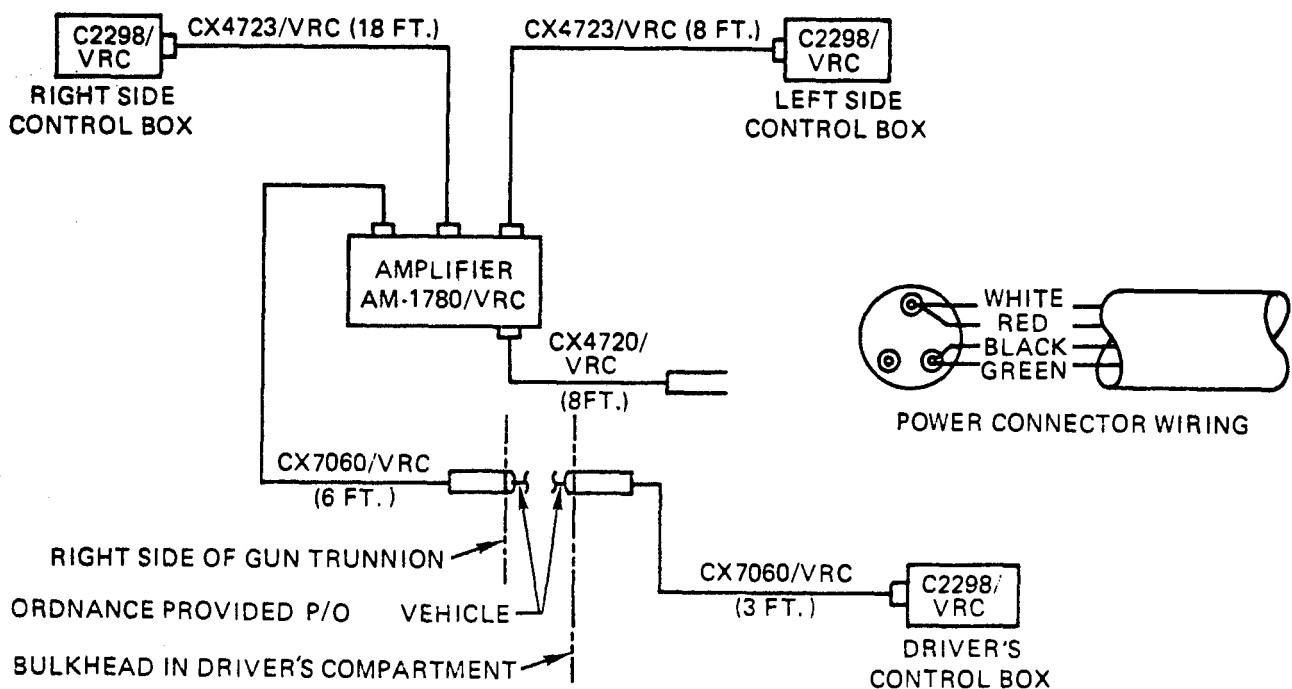 CX4723/VRC (18 FT.)
CX4723/VRC (8 FT.)
C2298/
VRC
RIGHT SIDE
CONTROL BOX
C2298/
VRC
LEFT SIDE
CONTROL BOX
AMPLIFIER
AM-1780/VRC
CX4720/
VRC
(8FT.)
WHITE
RED
BLACK
GREEN
POWER CONNECTOR WIRING
CX7060/VRC
(6 FT.)
RIGHT SIDE OF GUN TRUNNION
ORDNANCE PROVIDED P/O VEHICLE
BULKHEAD IN DRIVER'S COMPARTMENT
CX7060/VRC
(3 FT.)
C2298/
VRC
DRIVER'S
CONTROL BOX